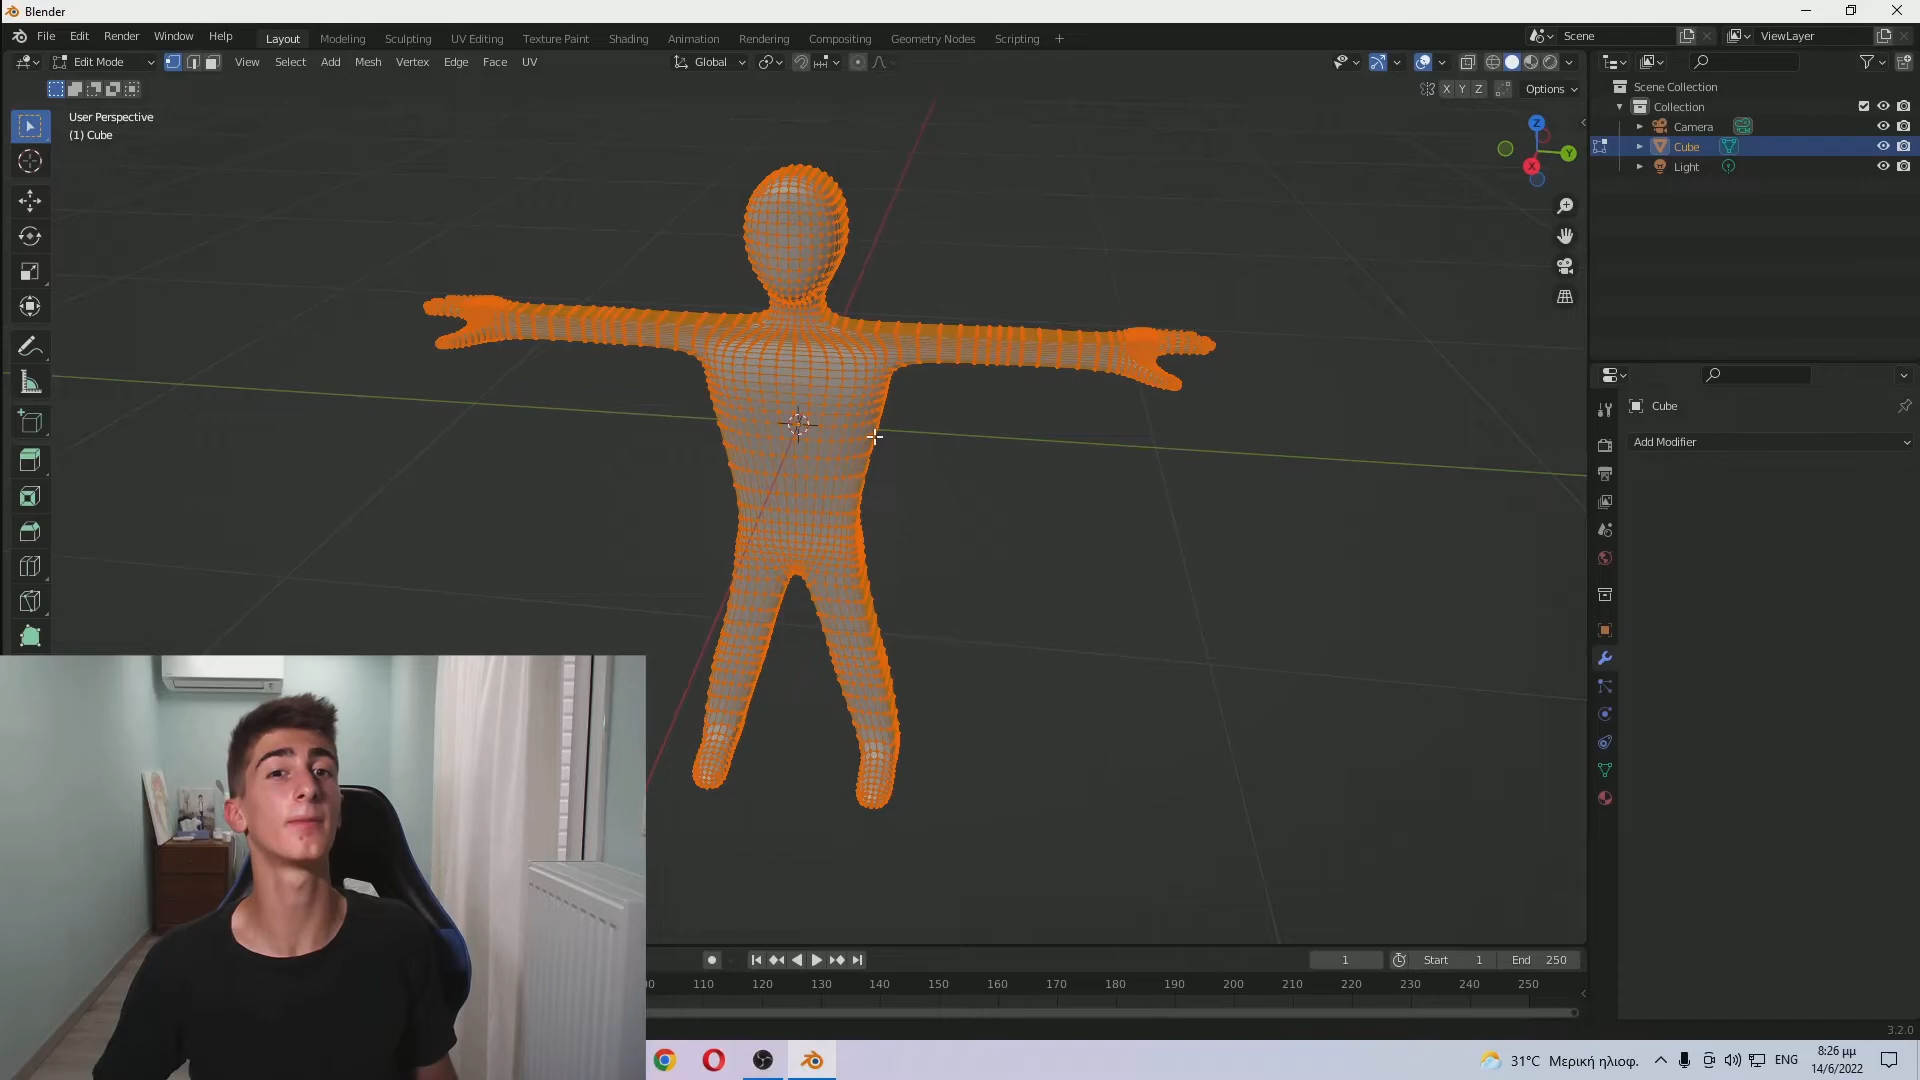 Blender
File Edit Render Window Help Layout Modeling Sculpting UV Editing Texture Paint Shading Animation Rendering Compositing Geometry Nodes Scripting + Scene ViewLayer
Edit Mode View Select Add Mesh Vertex Edge Face UV Global
X Y Z Options
User Perspective
(1) Cube
Z
Y
X
Scene Collection
Collection
Camera
Cube
Light
Cube
Add Modifier
1 Start 1 End 250
110 120 130 140 150 160 170 180 190 200 210 220 230 240 250
3.2.0
31°C Μερική ηλιοφ. ENG 8:26 μμ
14/6/2022